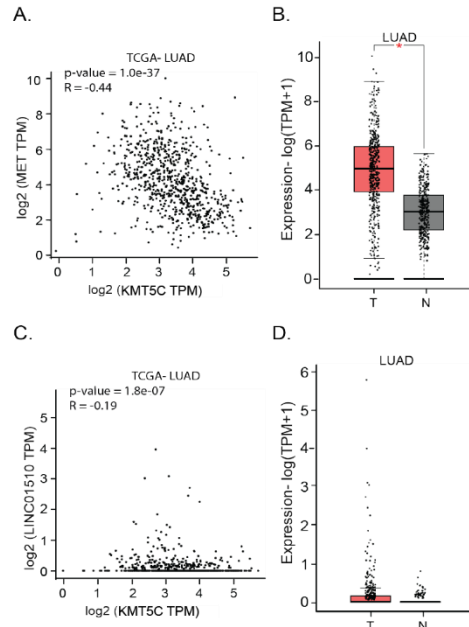 A.
TCGA- LUAD
p-value = 1.0e-37
R = -0.44
log2 (MET TPM)
10
8
6
4
2
0
0 1 2 3 4 5
log2 (KMT5C TPM)
B.
LUAD
*
Expression- log(TPM+1)
10
8
6
4
2
0
T N
C.
TCGA- LUAD
p-value = 1.8e-07
R = -0.19
log2 (LINC01510 TPM)
5
4
3
2
1
0
0 1 2 3 4 5
log2 (KMT5C TPM)
D.
LUAD
Expression- log(TPM+1)
6
5
4
3
2
1
0
T N